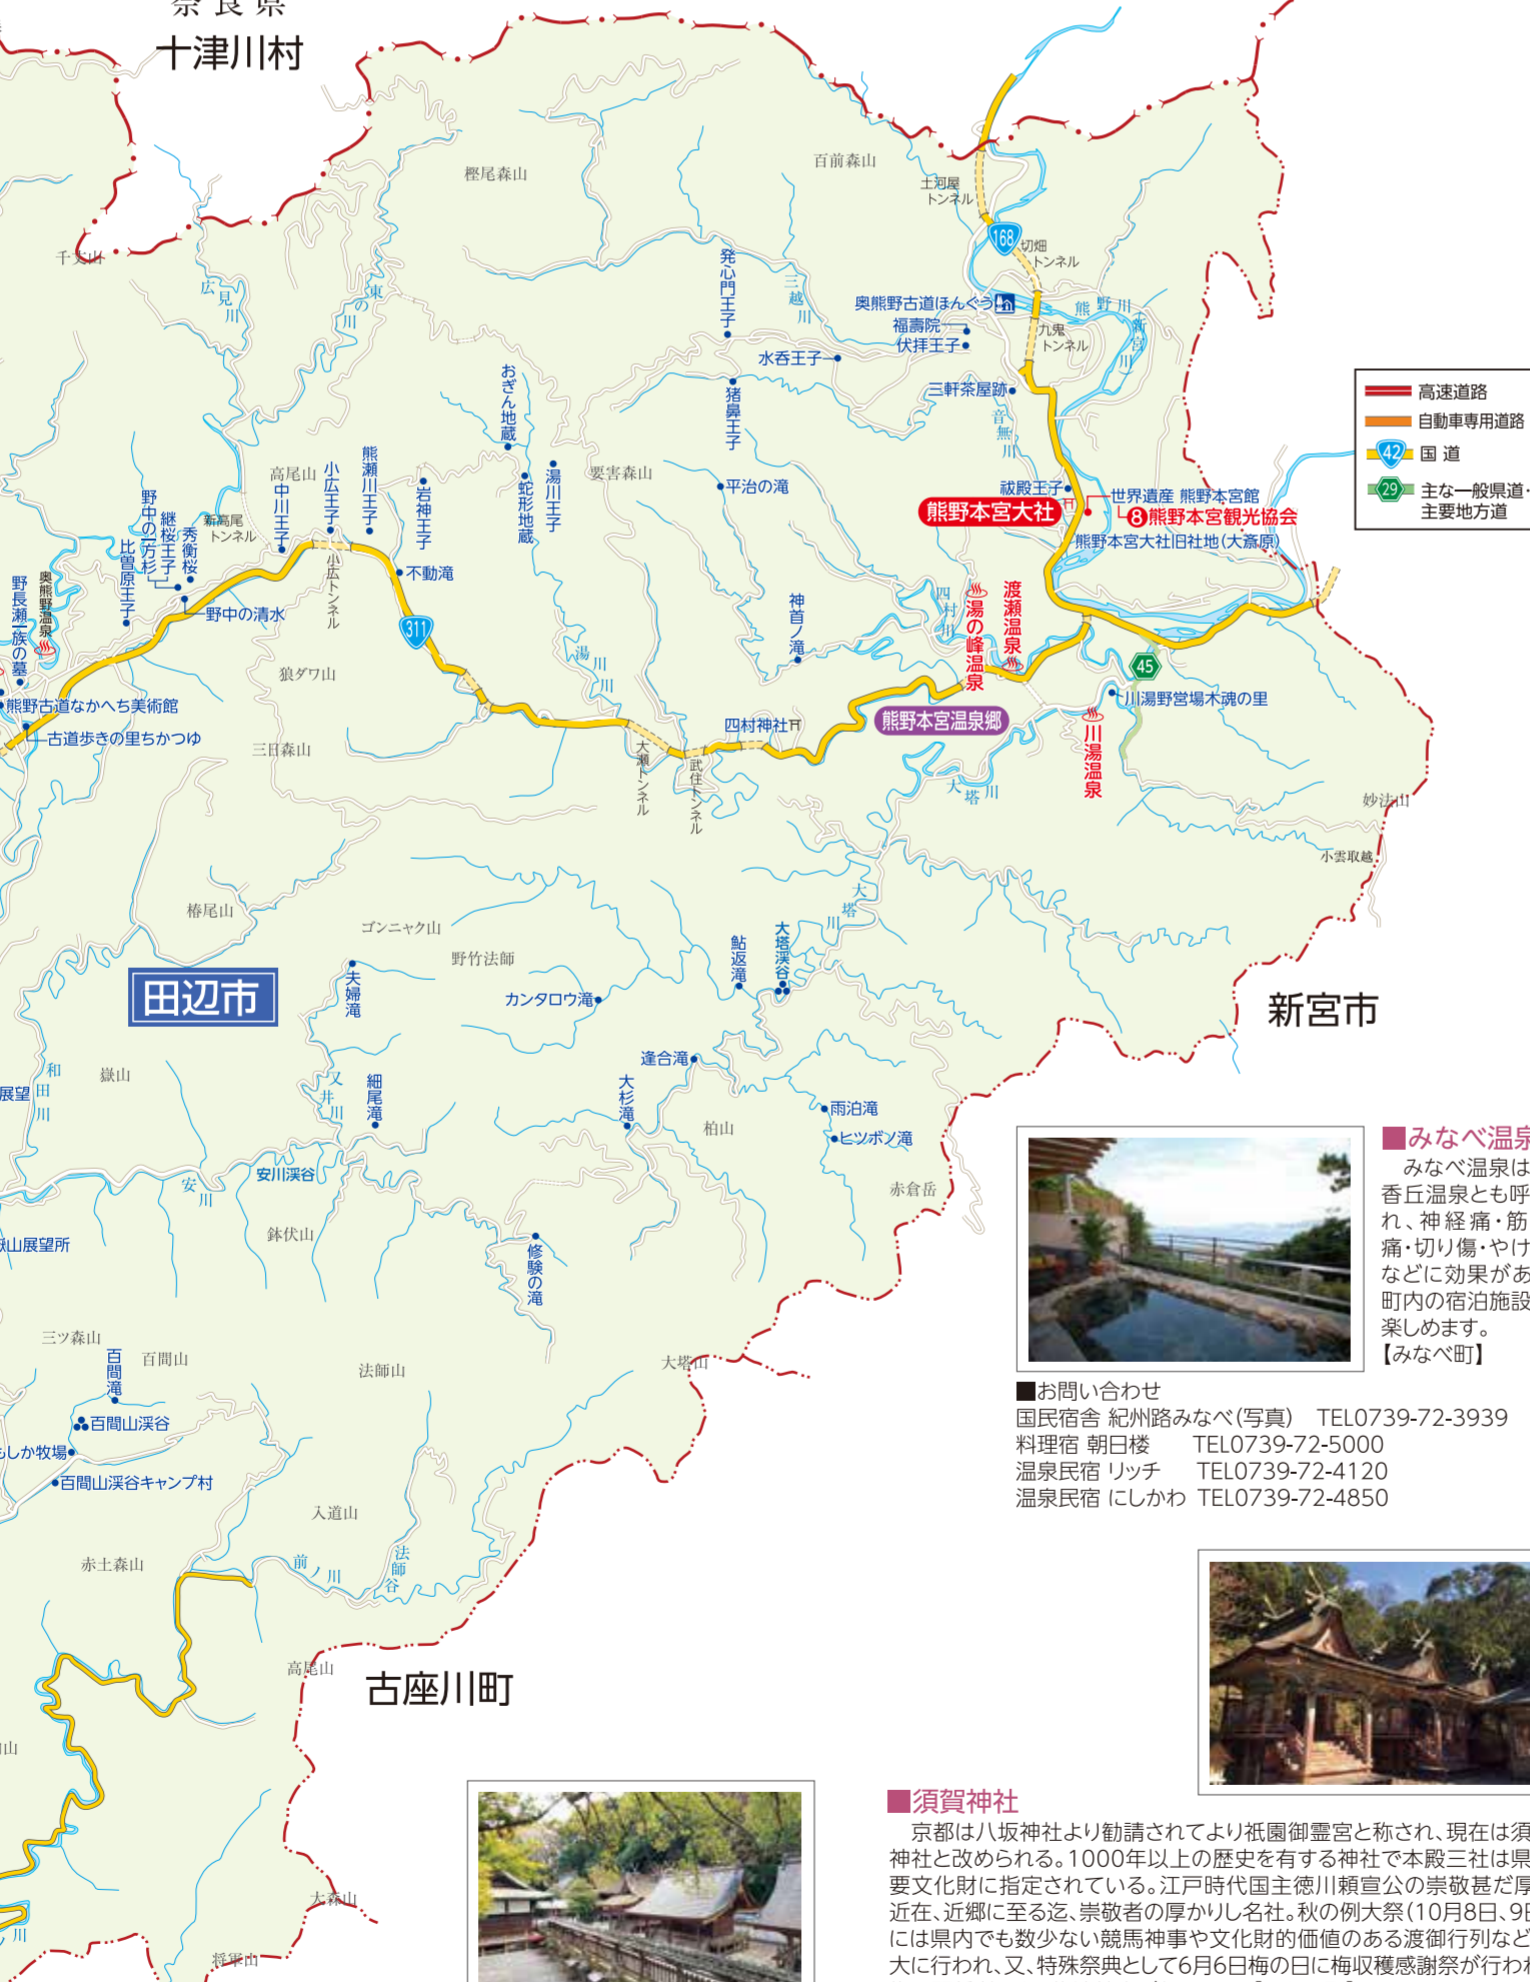 奈良県
十津川村
千丈山
広見川
東の川
樫尾森山
百前森山
土河屋
トンネル
168
切畑
トンネル
熊野川(新宮川)
九鬼
トンネル
三越川
発心門王子
奥熊野古道ほんぐう
福壽院
伏拝王子
水呑王子
猪鼻王子
三軒茶屋跡
音無川
高速道路
自動車専用道路
42 国道
29 主な一般県道・
主要地方道
おぎん地蔵
蛇形地蔵
湯川王子
要害森山
平治の滝
祓殿王子
世界遺産 熊野本宮館
熊野本宮大社
8熊野本宮観光協会
熊野本宮大社旧社地(大斎原)
高尾山
小広王子
熊瀬川王子
中川王子
岩神王子
新高尾
トンネル
秀衡桜
継桜王子
野中の一方杉
比曽原王子
奥熊野温泉
野長瀬一族の墓
野中の清水
小広トンネル
不動滝
311
狼ダワ山
湯川川
神首ノ滝
四村川
湯の峰温泉
渡瀬温泉
45
熊野古道なかへち美術館
古道歩きの里ちかつゆ
三日森山
四村神社
熊野本宮温泉郷
川湯野営場木魂の里
川湯温泉
大瀬トンネル
武住トンネル
大塔川
妙法山
小雲取越
椿尾山
ゴンニャク山
野竹法師
大塔川
鮎返滝
大塔渓谷
田辺市
夫婦滝
カンタロウ滝
新宮市
和田川
展望
嶽山
又井川
細尾滝
逢合滝
大杉滝
柏山
雨泊滝
ヒツボノ滝
安川渓谷
安川
赤倉岳
嶽山展望所
鉢伏山
修験の滝
三ツ森山
百間山
百間滝
法師山
大塔山
百間山渓谷
もしか牧場
百間山渓谷キャンプ村
入道山
赤土森山
前ノ川
法師谷
高尾山
古座川町
山
大森山
将軍山
川
■みなべ温泉
みなべ温泉は
香丘温泉とも呼
れ、神経痛・筋
痛・切り傷・やけ
などに効果があ
町内の宿泊施設
楽しめます。
【みなべ町】
■お問い合わせ
国民宿舎 紀州路みなべ(写真) TEL0739-72-3939
料理宿 朝日楼 TEL0739-72-5000
温泉民宿 リッチ TEL0739-72-4120
温泉民宿 にしかわ TEL0739-72-4850
■須賀神社
京都は八坂神社より勧請されてより祇園御霊宮と称され、現在は須
神社と改められる。1000年以上の歴史を有する神社で本殿三社は県
要文化財に指定されている。江戸時代国主徳川頼宣公の崇敬甚だ厚
近在、近郷に至る迄、崇敬者の厚かりし名社。秋の例大祭(10月8日、9日
には県内でも数少ない競馬神事や文化財的価値のある渡御行列など
大に行われ、又、特殊祭典として6月6日梅の日に梅収穫感謝祭が行わ